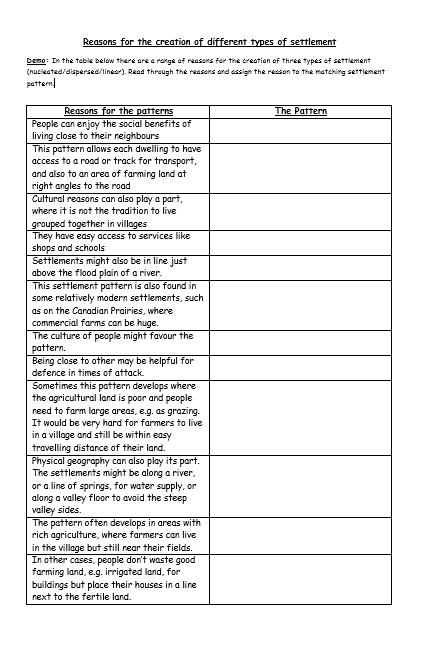 Reasons for the creation of different types of settlement
Demo: In the table below there are a range of reasons for the creation of three types of settlement
(nucleated/dispersed/linear). Read through the reasons and assign the reason to the matching settlement
pattern.
Reasons for the patterns
The Pattern
People can enjoy the social benefits of
living close to their neighbours
This pattern allows each dwelling to have
access to a road or track for transport,
and also to an area of farming land at
right angles to the road
Cultural reasons can also play a part,
where it is not the tradition to live
grouped together in villages
They have easy access to services like
shops and schools
Settlements might also be in line just
above the flood plain of a river.
This settlement pattern is also found in
some relatively modern settlements, such
as on the Canadian Prairies, where
commercial farms can be huge.
The culture of people might favour the
pattern.
Being close to other may be helpful for
defence in times of attack.
Sometimes this pattern develops where
the agricultural land is poor and people
need to farm large areas, e.g. as grazing.
It would be very hard for farmers to live
in a village and still be within easy
travelling distance of their land.
Physical geography can also play its part.
The settlements might be along a river,
or a line of springs, for water supply, or
along a valley floor to avoid the steep
valley sides.
The pattern often develops in areas with
rich agriculture, where farmers can live
in the village but still near their fields.
In other cases, people don't waste good
farming land, e.g. irrigated land, for
buildings but place their houses in a line
next to the fertile land.